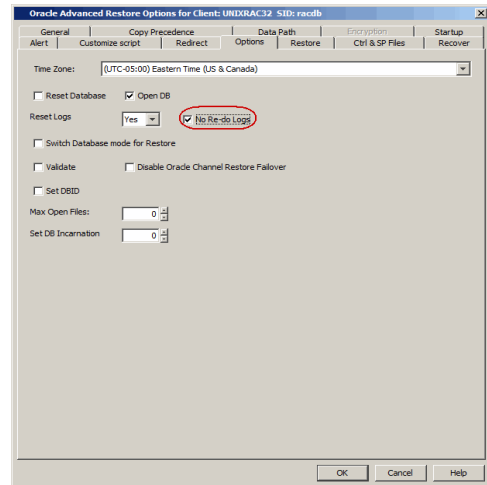 Oracle Advanced Restore Options for Client: UNIXRAC32 SID: racdb
General Copy Precedence Data Path Encryption Startup
Alert Customize script Redirect Options Restore Ctrl & SP Files Recover
Time Zone: (UTC-05:00) Eastern Time (US & Canada)
Reset Database Open DB
Reset Logs Yes No Re-do Logs
Switch Database mode for Restore
Validate Disable Oracle Channel Restore Failover
Set DBID
Max Open Files: 0
Set DB Incarnation 0
OK Cancel Help